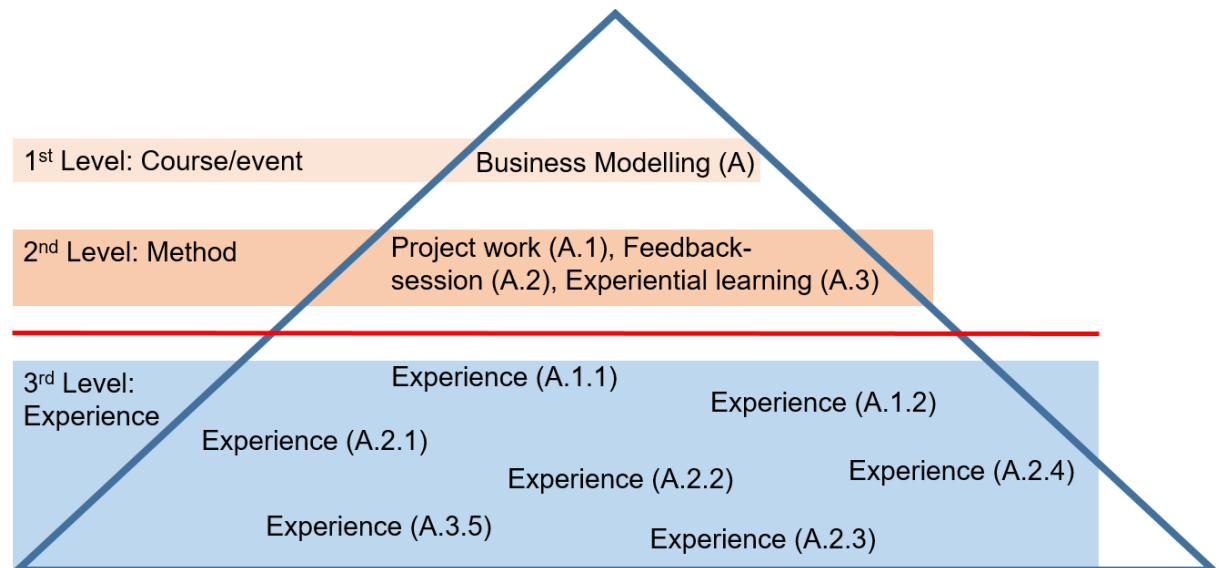 1st Level: Course/event
Business Modelling (A)
2nd Level: Method
Project work (A.1), Feedback-
session (A.2), Experiential learning (A.3)
3rd Level:
Experience
Experience (A.1.1)
Experience (A.1.2)
Experience (A.2.1)
Experience (A.2.2)
Experience (A.2.4)
Experience (A.3.5)
Experience (A.2.3)